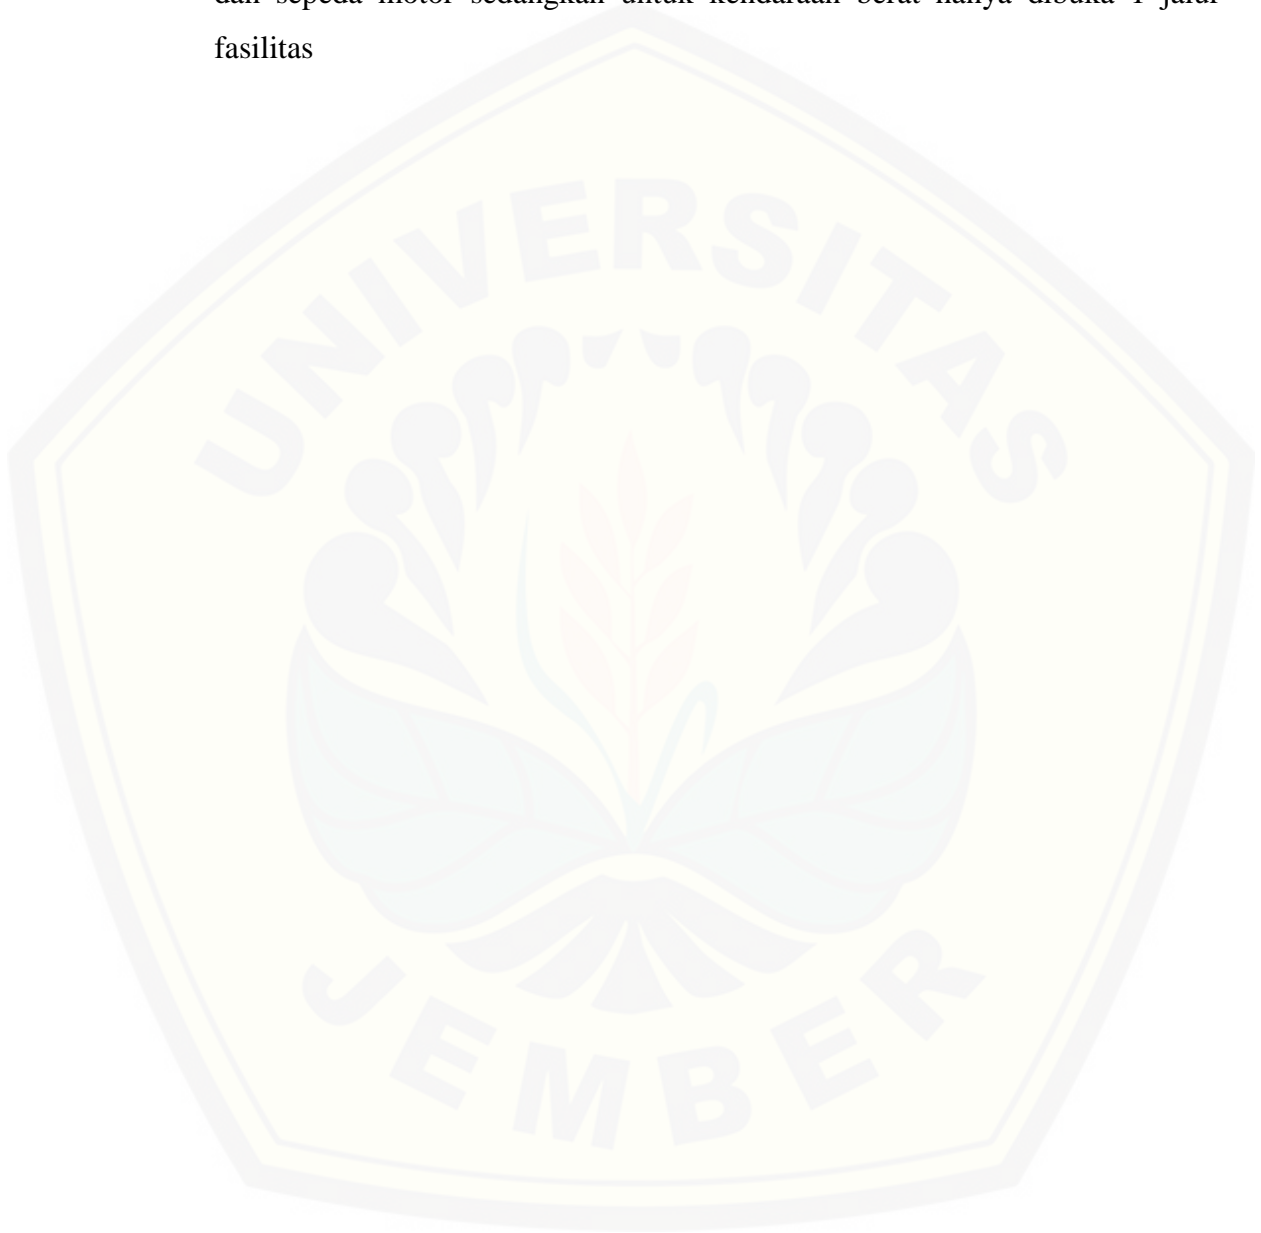 dan sepeda motor sedangkan untuk kendaraan berat hanya dibuka 1 jalur
fasilitas
UNIVERSITAS
JEMBER